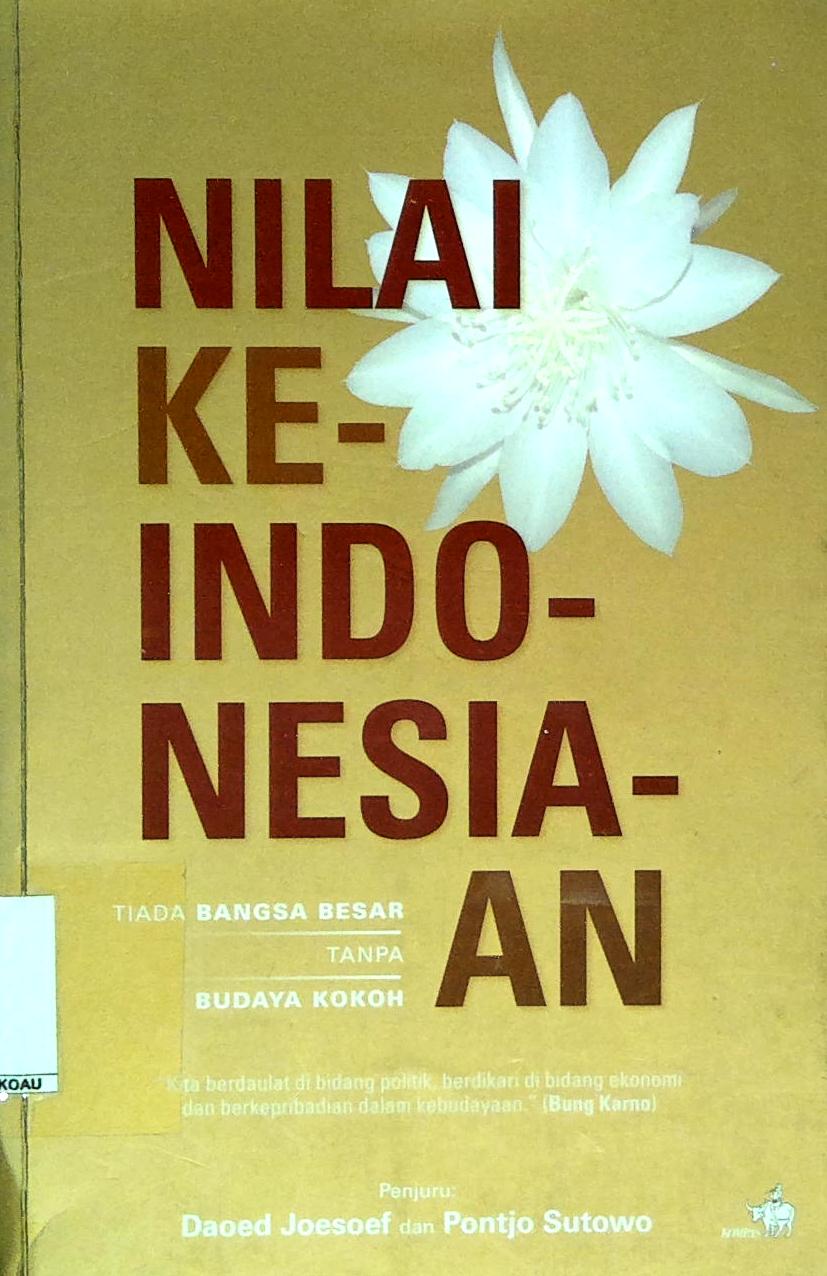 NILAI
KE-
INDO-
NESIA-
AN
TIADA BANGSA BESAR
TANPA
BUDAYA KOKOH
"Kita berdaulat di bidang politik, berdikari di bidang ekonomi
dan berkepribadian dalam kebudayaan." (Bung Karno)
Penjuru:
Daoed Joesoef dan Pontjo Sutowo
KOMPAS
KOAU